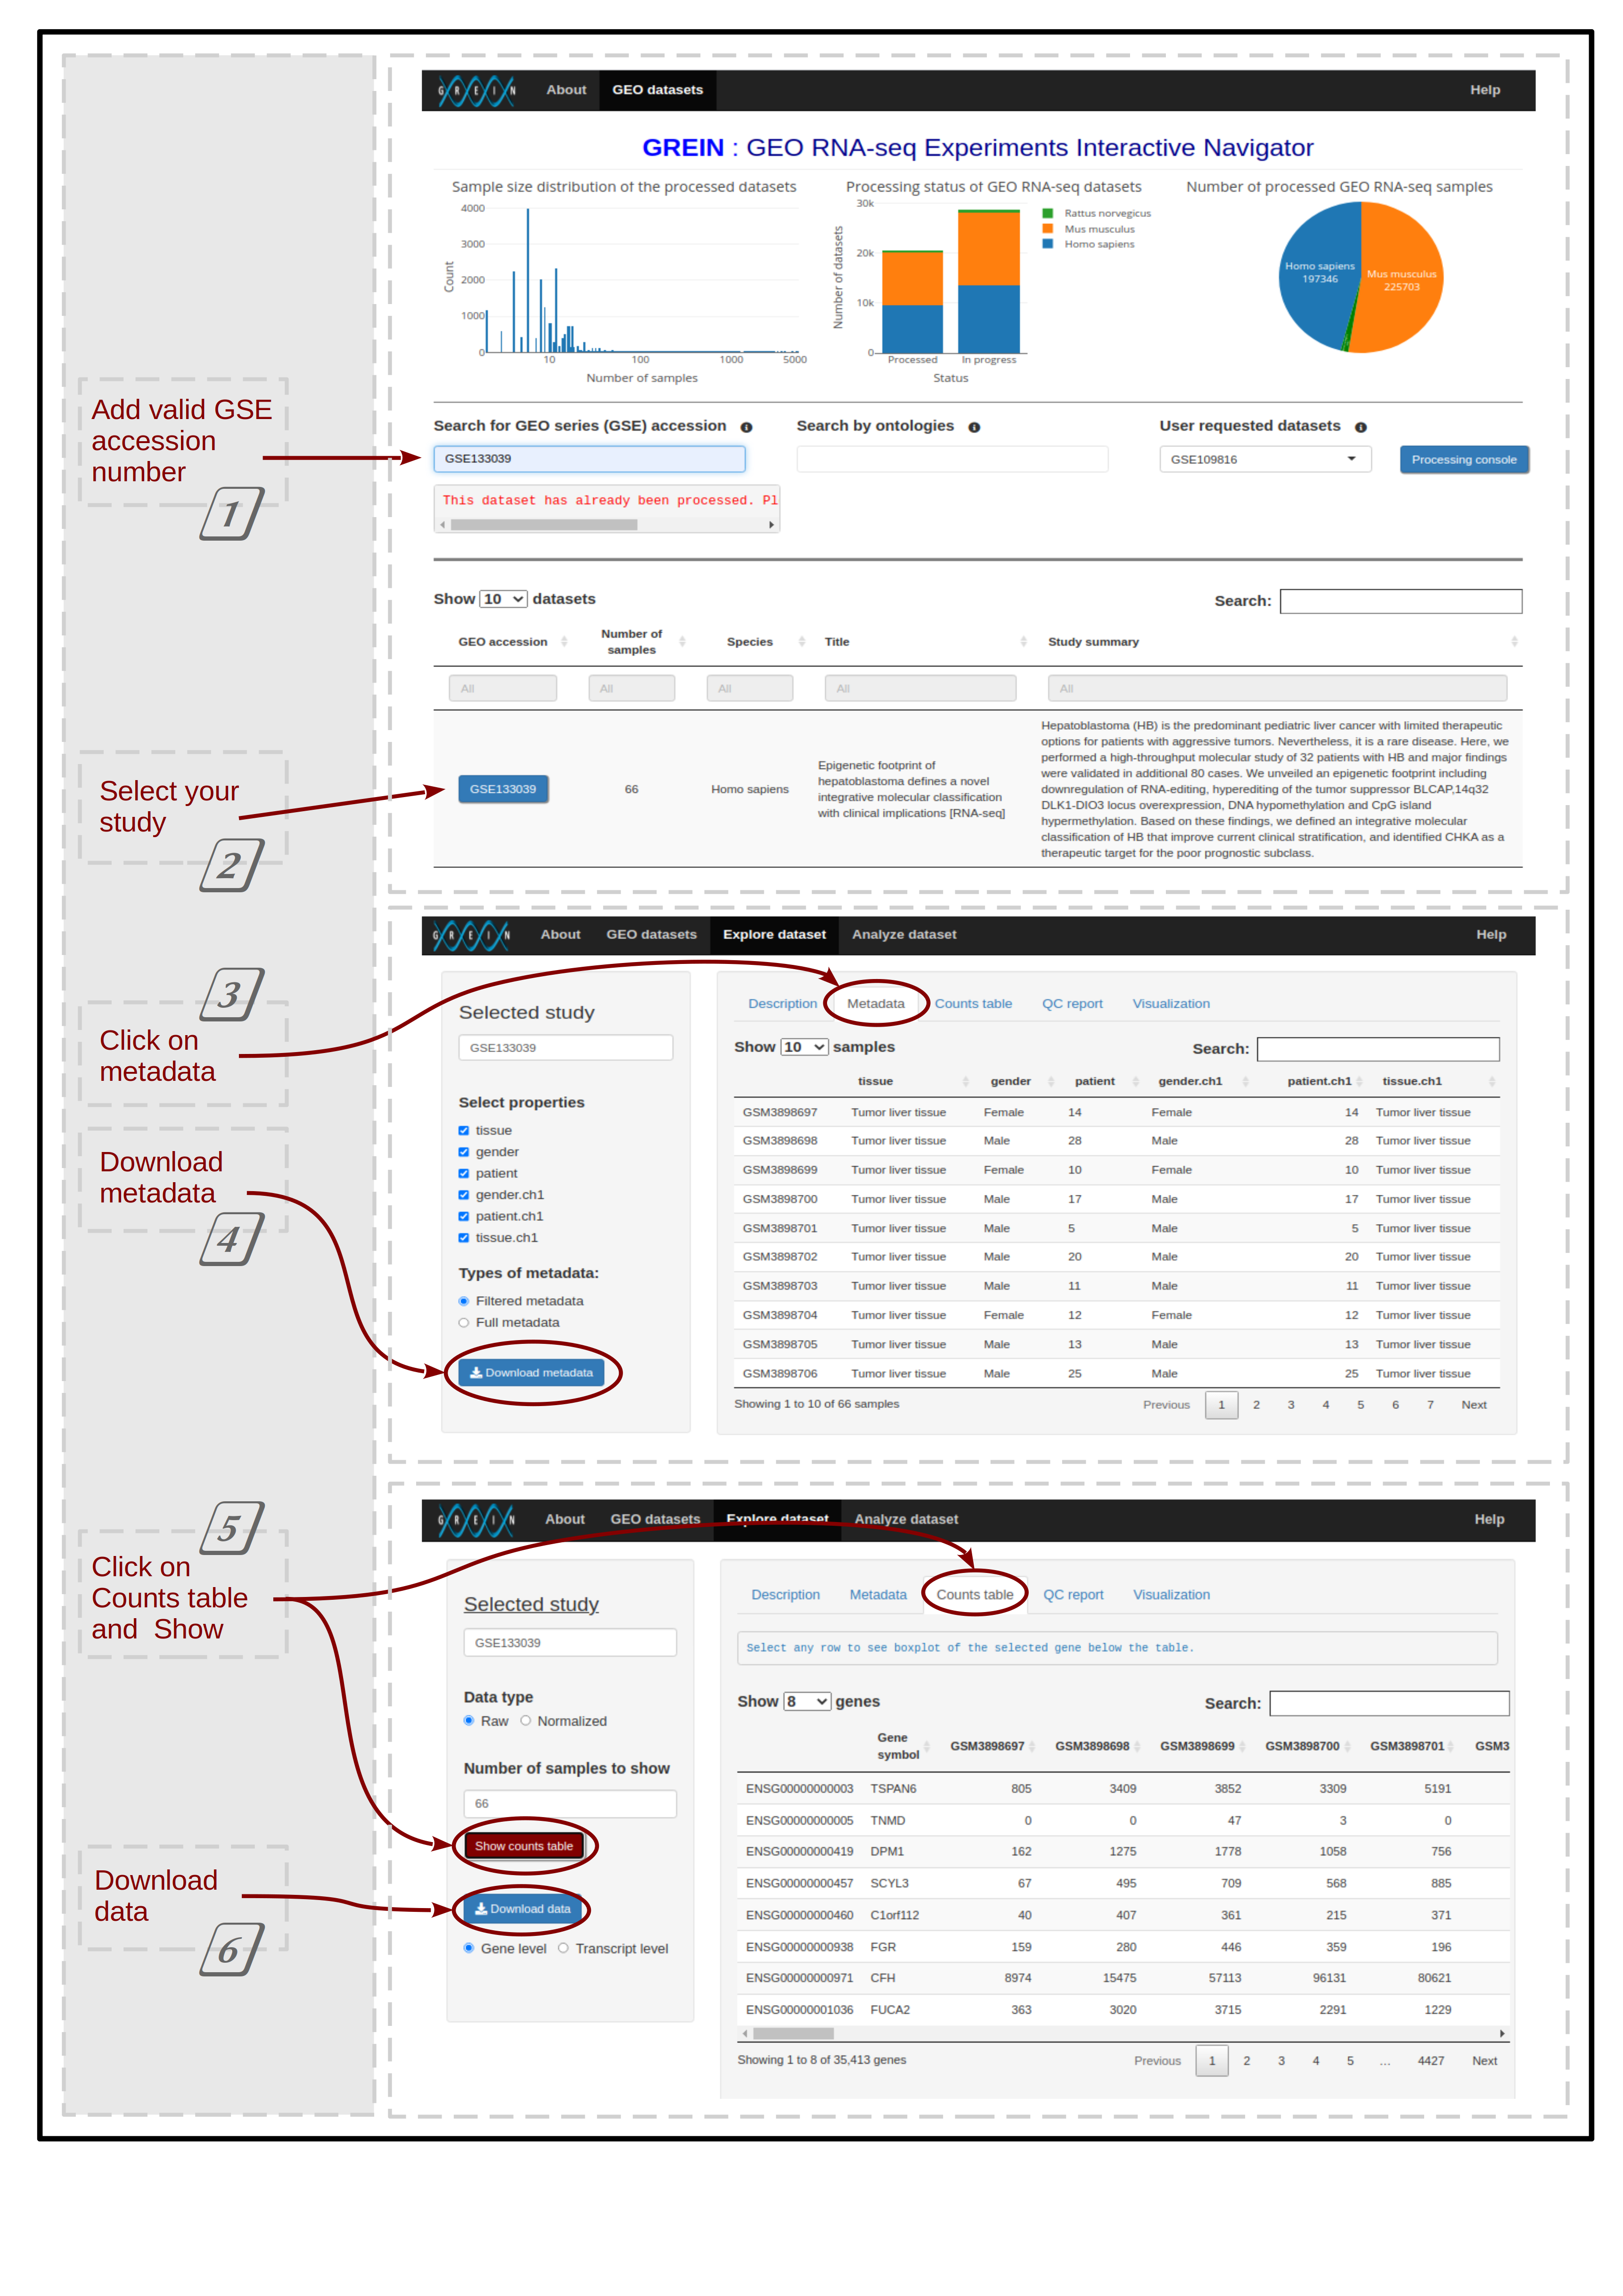 G R E I N About GEO datasets Help
GREIN : GEO RNA-seq Experiments Interactive Navigator
Sample size distribution of the processed datasets
4000
3000
2000
1000
0
Count
10 100 1000 5000
Number of samples
Processing status of GEO RNA-seq datasets
30k
20k
10k
0
Number of datasets
Processed In progress
Status
Rattus norvegicus
Mus musculus
Homo sapiens
Number of processed GEO RNA-seq samples
Homo sapiens
197346
Mus musculus
225703
Add valid GSE
accession
number
1
Search for GEO series (GSE) accession Search by ontologies User requested datasets
GSE133039 GSE109816 Processing console
This dataset has already been processed. Pl
Show 10 datasets Search:
GEO accession Number of samples Species Title Study summary
All All All All All
Select your
study
2
GSE133039 66 Homo sapiens
Epigenetic footprint of
hepatoblastoma defines a novel
integrative molecular classification
with clinical implications [RNA-seq]
Hepatoblastoma (HB) is the predominant pediatric liver cancer with limited therapeutic
options for patients with aggressive tumors. Nevertheless, it is a rare disease. Here, we
performed a high-throughput molecular study of 32 patients with HB and major findings
were validated in additional 80 cases. We unveiled an epigenetic footprint including
downregulation of RNA-editing, hyperediting of the tumor suppressor BLCAP,14q32
DLK1-DIO3 locus overexpression, DNA hypomethylation and CpG island
hypermethylation. Based on these findings, we defined an integrative molecular
classification of HB that improve current clinical stratification, and identified CHKA as a
therapeutic target for the poor prognostic subclass.
G R E I N About GEO datasets Explore dataset Analyze dataset Help
3
Click on
metadata
Download
metadata
4
Selected study
GSE133039
Select properties
tissue
gender
patient
gender.ch1
patient.ch1
tissue.ch1
Types of metadata:
Filtered metadata
Full metadata
Download metadata
Description Metadata Counts table QC report Visualization
Show 10 samples Search:
tissue gender patient gender.ch1 patient.ch1 tissue.ch1
GSM3898697 Tumor liver tissue Female 14 Female 14 Tumor liver tissue
GSM3898698 Tumor liver tissue Male 28 Male 28 Tumor liver tissue
GSM3898699 Tumor liver tissue Female 10 Female 10 Tumor liver tissue
GSM3898700 Tumor liver tissue Male 17 Male 17 Tumor liver tissue
GSM3898701 Tumor liver tissue Male 5 Male 5 Tumor liver tissue
GSM3898702 Tumor liver tissue Male 20 Male 20 Tumor liver tissue
GSM3898703 Tumor liver tissue Male 11 Male 11 Tumor liver tissue
GSM3898704 Tumor liver tissue Female 12 Female 12 Tumor liver tissue
GSM3898705 Tumor liver tissue Male 13 Male 13 Tumor liver tissue
GSM3898706 Tumor liver tissue Male 25 Male 25 Tumor liver tissue
Showing 1 to 10 of 66 samples Previous 1 2 3 4 5 6 7 Next
G R E I N About GEO datasets Explore dataset Analyze dataset Help
5
Click on
Counts table
and Show
Download
data
6
Selected study
GSE133039
Data type
Raw Normalized
Number of samples to show
66
Show counts table
Download data
Gene level Transcript level
Description Metadata Counts table QC report Visualization
Select any row to see boxplot of the selected gene below the table.
Show 8 genes Search:
Gene symbol GSM3898697 GSM3898698 GSM3898699 GSM3898700 GSM3898701 GSM3
ENSG00000000003 TSPAN6 805 3409 3852 3309 5191
ENSG00000000005 TNMD 0 0 47 3 0
ENSG00000000419 DPM1 162 1275 1778 1058 756
ENSG00000000457 SCYL3 67 495 709 568 885
ENSG00000000460 C1orf112 40 407 361 215 371
ENSG00000000938 FGR 159 280 446 359 196
ENSG00000000971 CFH 8974 15475 57113 96131 80621
ENSG00000001036 FUCA2 363 3020 3715 2291 1229
Showing 1 to 8 of 35,413 genes Previous 1 2 3 4 5 ... 4427 Next